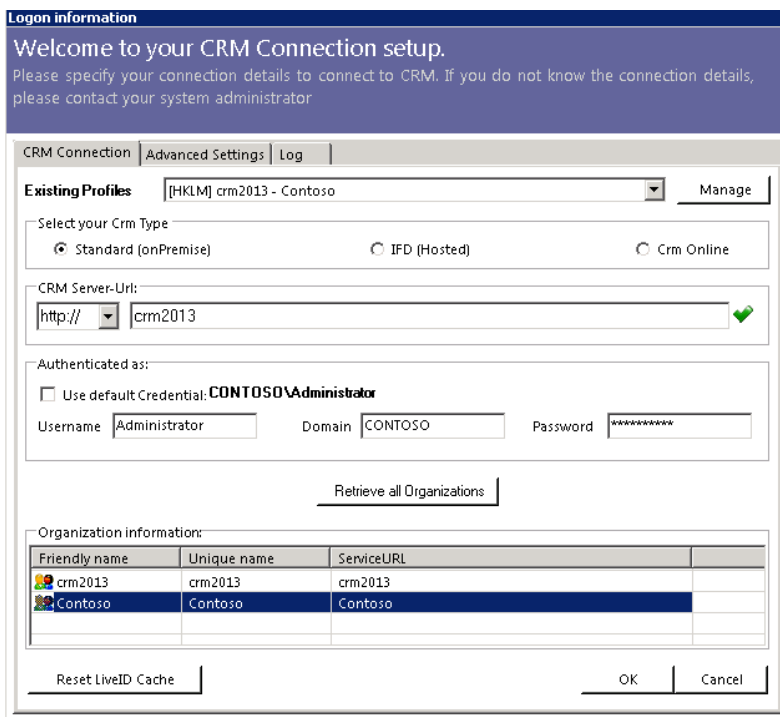 Logon information
Welcome to your CRM Connection setup.
Please specify your connection details to connect to CRM. If you do not know the connection details,
please contact your system administrator
CRM Connection Advanced Settings Log
Existing Profiles [HKLM] crm2013 - Contoso Manage
Select your Crm Type
Standard (onPremise) IFD (Hosted) Crm Online
CRM Server-Url:
http:// crm2013
Authenticated as:
Use default Credential: CONTOSO\Administrator
Username Administrator Domain CONTOSO Password **********
Retrieve all Organizations
Organization information:
Friendly name Unique name ServiceURL
crm2013 crm2013 crm2013
Contoso Contoso Contoso
Reset LiveID Cache OK Cancel